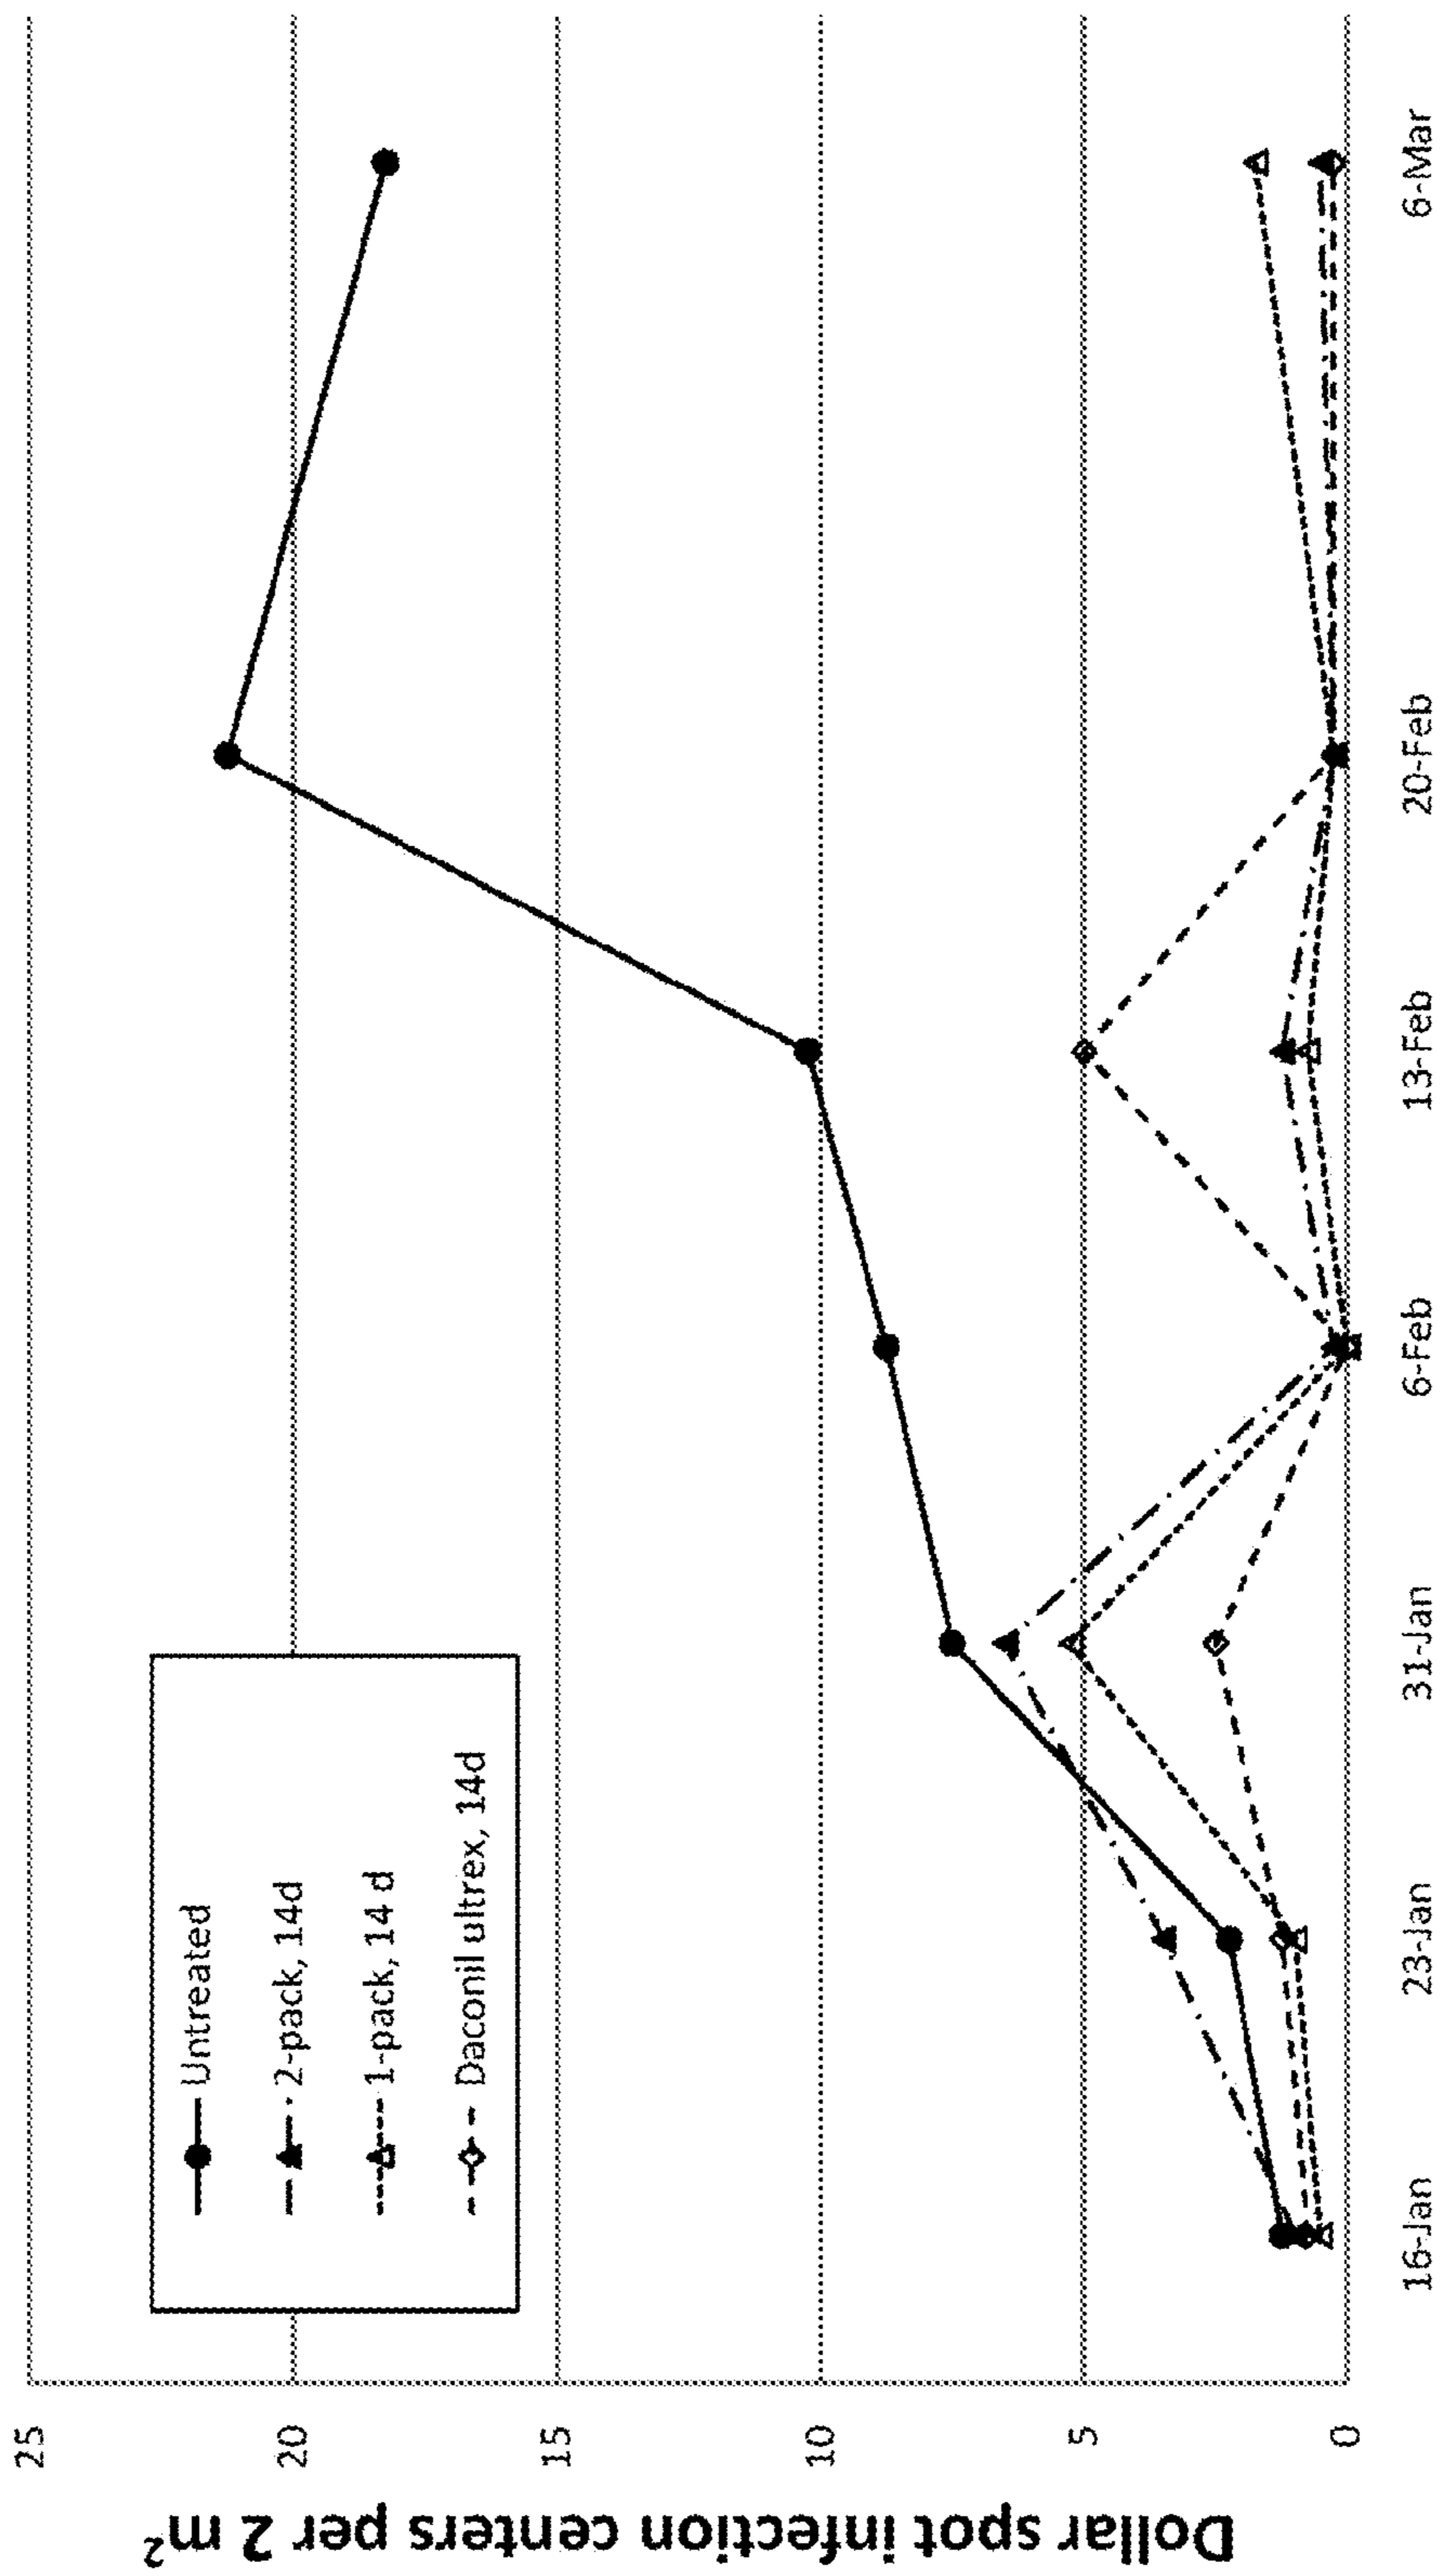 Dollar spot infection centers per 2 m²
25
20
15
10
5
0
Untreated
2-pack, 14d
1-pack, 14 d
Daconil ultrex, 14d
16-Jan
23-Jan
31-Jan
6-Feb
13-Feb
20-Feb
6-Mar